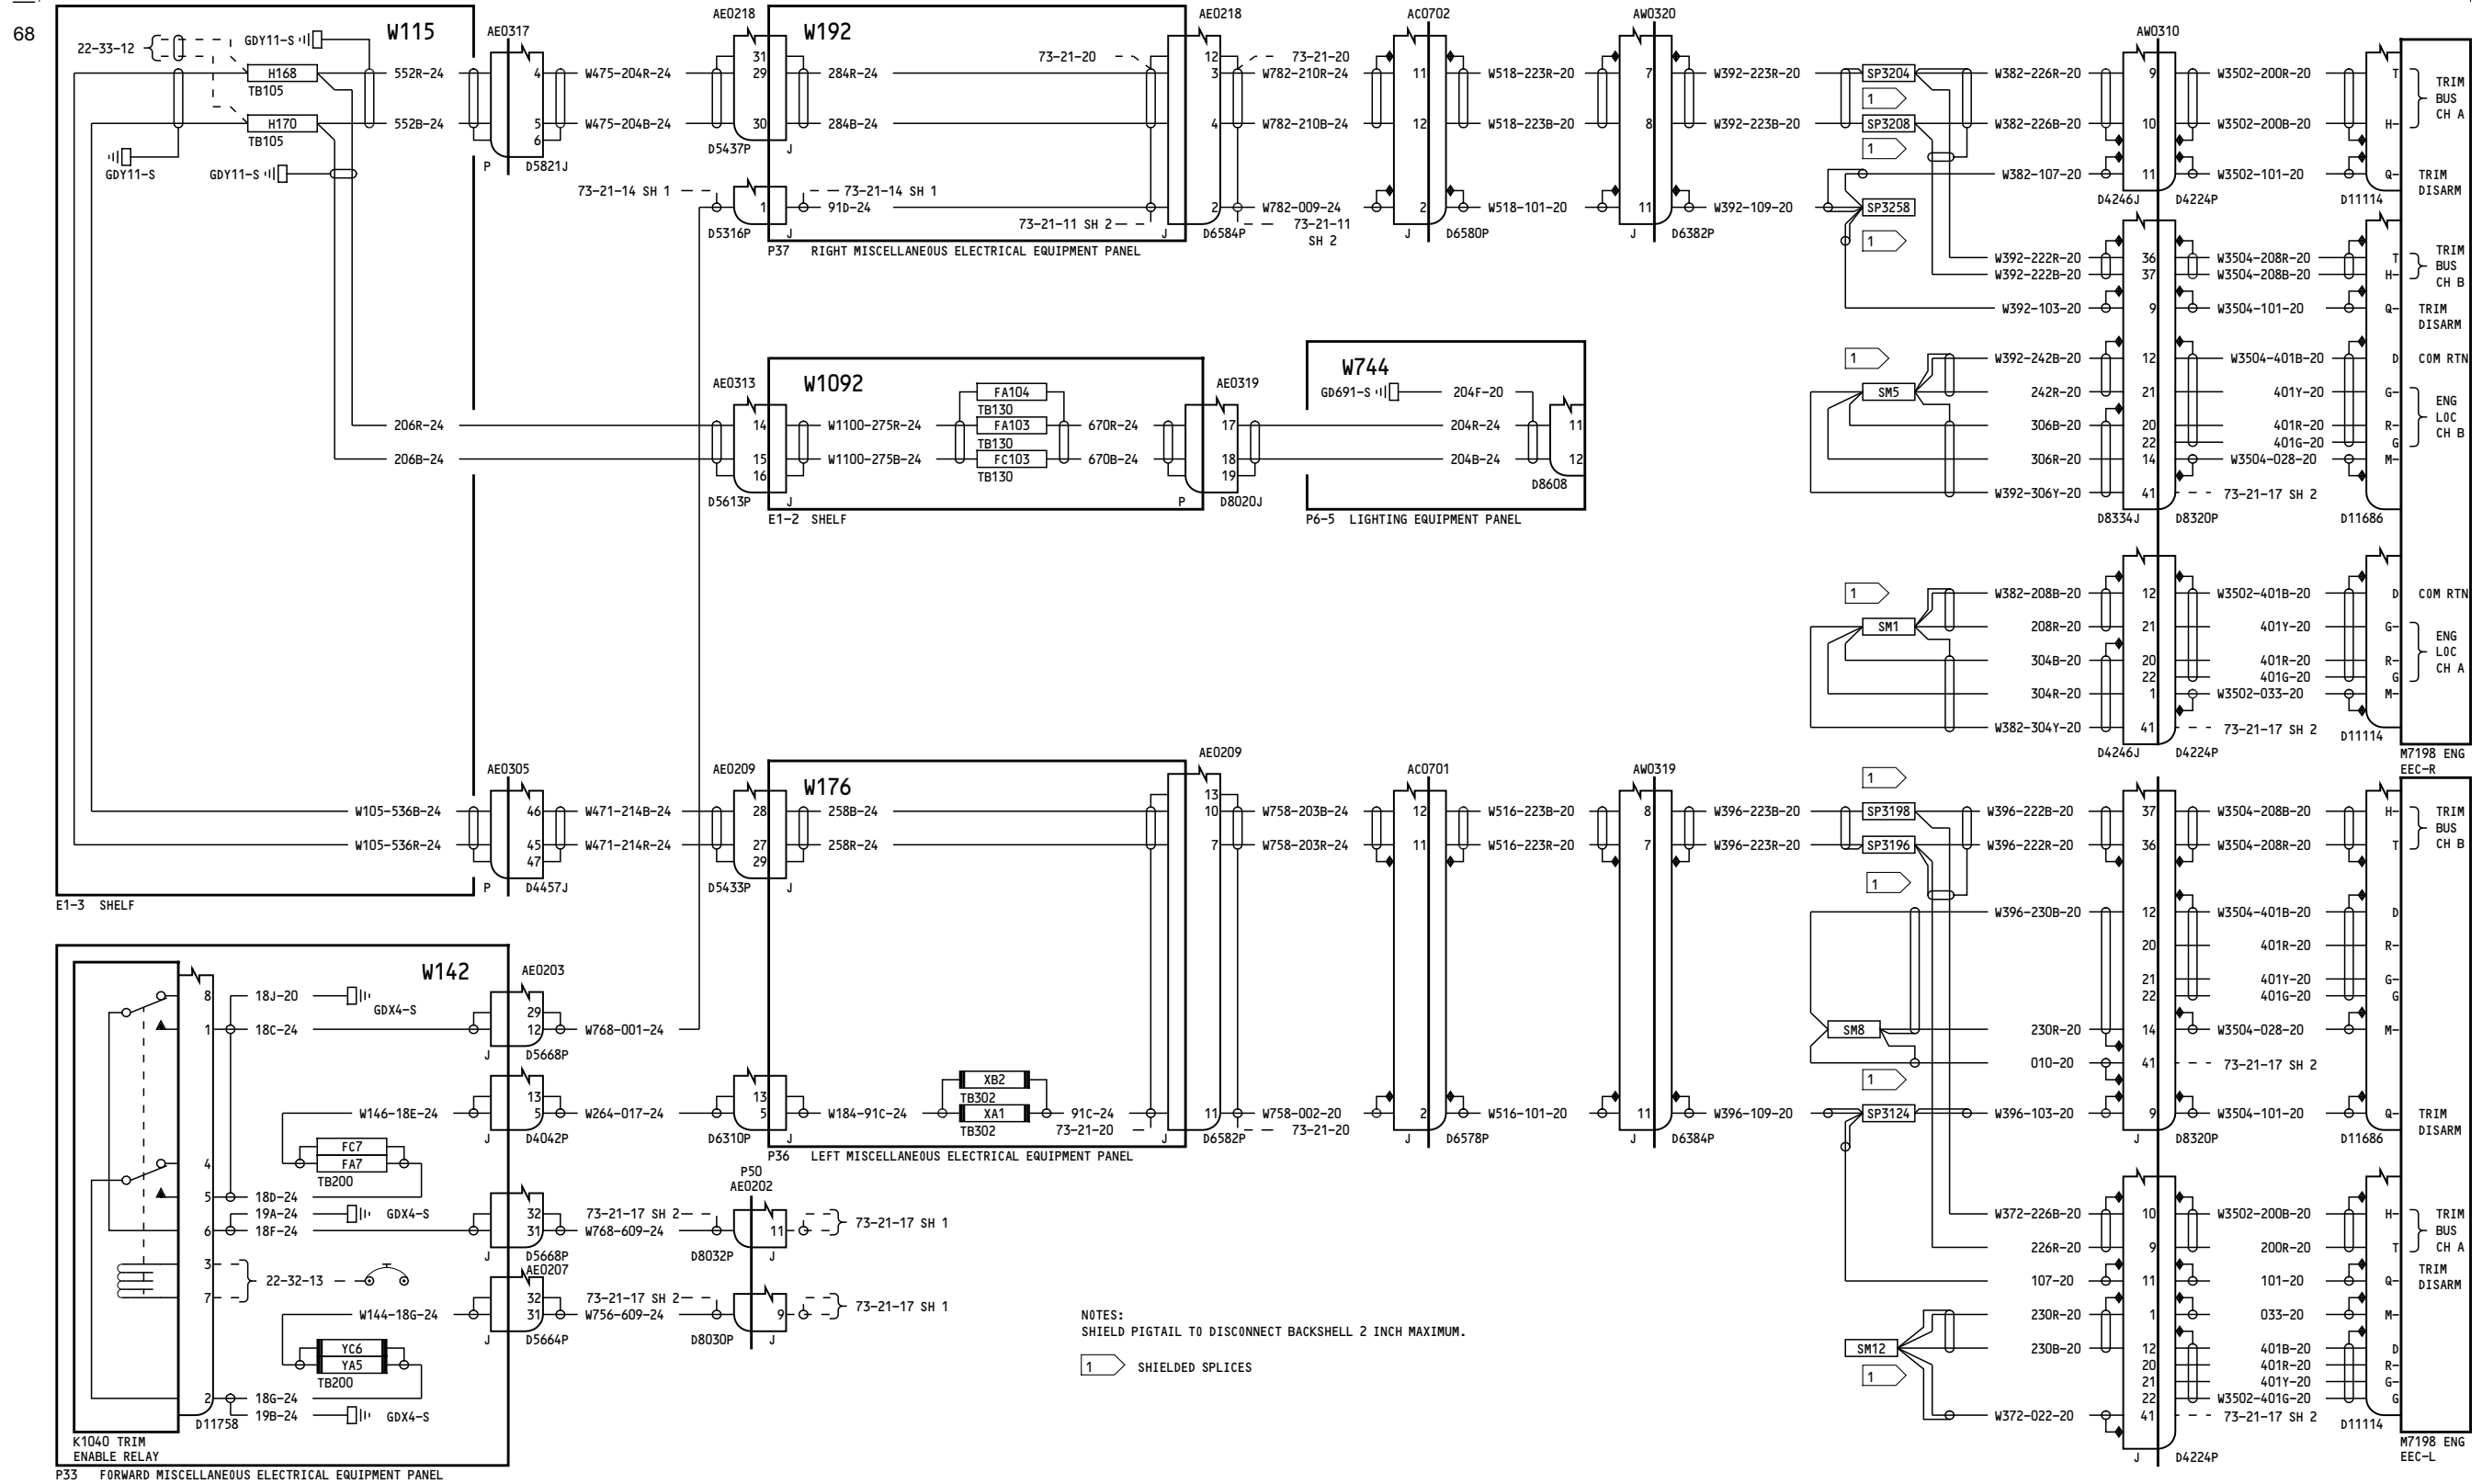 68
W115
22-33-12
GDY11-S
H168
TB105
552R-24
H170
TB105
552B-24
GDY11-S
GDY11-S
AE0317
4
5
6
P
D5821J
W475-204R-24
W475-204B-24
AE0218
31
29
30
D5437P
J
W192
284R-24
284B-24
73-21-14 SH 1
1
D5316P
J
73-21-14 SH 1
91D-24
73-21-20
73-21-11 SH 2
P37 RIGHT MISCELLANEOUS ELECTRICAL EQUIPMENT PANEL
AE0218
12
3
4
2
J
D6584P
73-21-20
W782-210R-24
W782-210B-24
W782-009-24
73-21-11
SH 2
AC0702
11
12
2
J
D6580P
W518-223R-20
W518-223B-20
W518-101-20
AW0320
7
8
11
J
D6382P
W392-223R-20
W392-223B-20
W392-109-20
SP3204
1
SP3208
1
SP3258
1
W382-226R-20
W382-226B-20
W382-107-20
AW0310
9
10
11
D4246J
D4224P
W3502-200R-20
W3502-200B-20
W3502-101-20
T
H-
Q-
D11114
TRIM
BUS
CH A
TRIM
DISARM
W392-222R-20
W392-222B-20
W392-103-20
36
37
9
W3504-208R-20
W3504-208B-20
W3504-101-20
T
H-
Q-
TRIM
BUS
CH B
TRIM
DISARM
1
SM5
W392-242B-20
242R-20
306B-20
306R-20
W392-306Y-20
12
21
20
22
14
41
D8334J
D8320P
W3504-401B-20
401Y-20
401R-20
401G-20
W3504-028-20
73-21-17 SH 2
D
G-
R-
G
M-
D11686
COM RTN
ENG
LOC
CH B
206R-24
206B-24
AE0313
14
15
16
D5613P
J
W1092
W1100-275R-24
W1100-275B-24
FA104
TB130
FA103
TB130
FC103
TB130
670R-24
670B-24
P
E1-2 SHELF
AE0319
17
18
19
D8020J
W744
GD691-S
204F-20
204R-24
204B-24
11
12
D8608
P6-5 LIGHTING EQUIPMENT PANEL
1
SM1
W382-208B-20
208R-20
304B-20
304R-20
W382-304Y-20
12
21
20
22
1
41
D4246J
D4224P
W3502-401B-20
401Y-20
401R-20
401G-20
W3502-033-20
73-21-17 SH 2
D
G-
R-
G
M-
D11114
COM RTN
ENG
LOC
CH A
M7198 ENG
EEC-R
W105-536B-24
W105-536R-24
E1-3 SHELF
AE0305
46
45
47
P
D4457J
W471-214B-24
W471-214R-24
AE0209
28
27
29
D5433P
J
W176
258B-24
258R-24
AE0209
13
10
7
11
J
D6582P
W758-203B-24
W758-203R-24
W758-002-20
73-21-20
AC0701
12
11
2
J
D6578P
W516-223B-20
W516-223R-20
W516-101-20
AW0319
8
7
11
J
D6384P
W396-223B-20
W396-223R-20
W396-109-20
1
SP3198
SP3196
1
W396-222B-20
W396-222R-20
W396-230B-20
SM8
230R-20
010-20
1
SP3124
W396-103-20
37
36
12
20
21
22
14
41
9
J
D8320P
W3504-208B-20
W3504-208R-20
W3504-401B-20
401R-20
401Y-20
401G-20
W3504-028-20
73-21-17 SH 2
W3504-101-20
H-
T
D
R-
G-
G
M-
Q-
D11686
TRIM
BUS
CH B
TRIM
DISARM
W142
8
1
4
5
6
3
7
2
D11758
18J-20
GDX4-S
18C-24
W146-18E-24
FC7
FA7
TB200
18D-24
19A-24
GDX4-S
18F-24
22-32-13
W144-18G-24
YC6
YA5
TB200
18G-24
19B-24
GDX4-S
K1040 TRIM
ENABLE RELAY
P33 FORWARD MISCELLANEOUS ELECTRICAL EQUIPMENT PANEL
AE0203
29
12
J
D5668P
W768-001-24
13
5
J
D4042P
W264-017-24
13
5
D6310P
J
W184-91C-24
XB2
TB302
XA1
TB302
91C-24
73-21-20
P36 LEFT MISCELLANEOUS ELECTRICAL EQUIPMENT PANEL
32
31
J
D5668P
73-21-17 SH 2
W768-609-24
P50
AE0202
11
D8032P
J
73-21-17 SH 1
AE0207
32
31
J
D5664P
73-21-17 SH 2
W756-609-24
9
D8030P
J
73-21-17 SH 1
NOTES:
SHIELD PIGTAIL TO DISCONNECT BACKSHELL 2 INCH MAXIMUM.
1 SHIELDED SPLICES
W372-226B-20
226R-20
107-20
SM12
1
230R-20
230B-20
W372-022-20
10
9
11
1
12
20
21
22
41
J
D4224P
W3502-200B-20
200R-20
101-20
033-20
401B-20
401R-20
401Y-20
W3502-401G-20
73-21-17 SH 2
H-
T
Q-
M-
D
R-
G-
G
D11114
TRIM
BUS
CH A
TRIM
DISARM
M7198 ENG
EEC-L